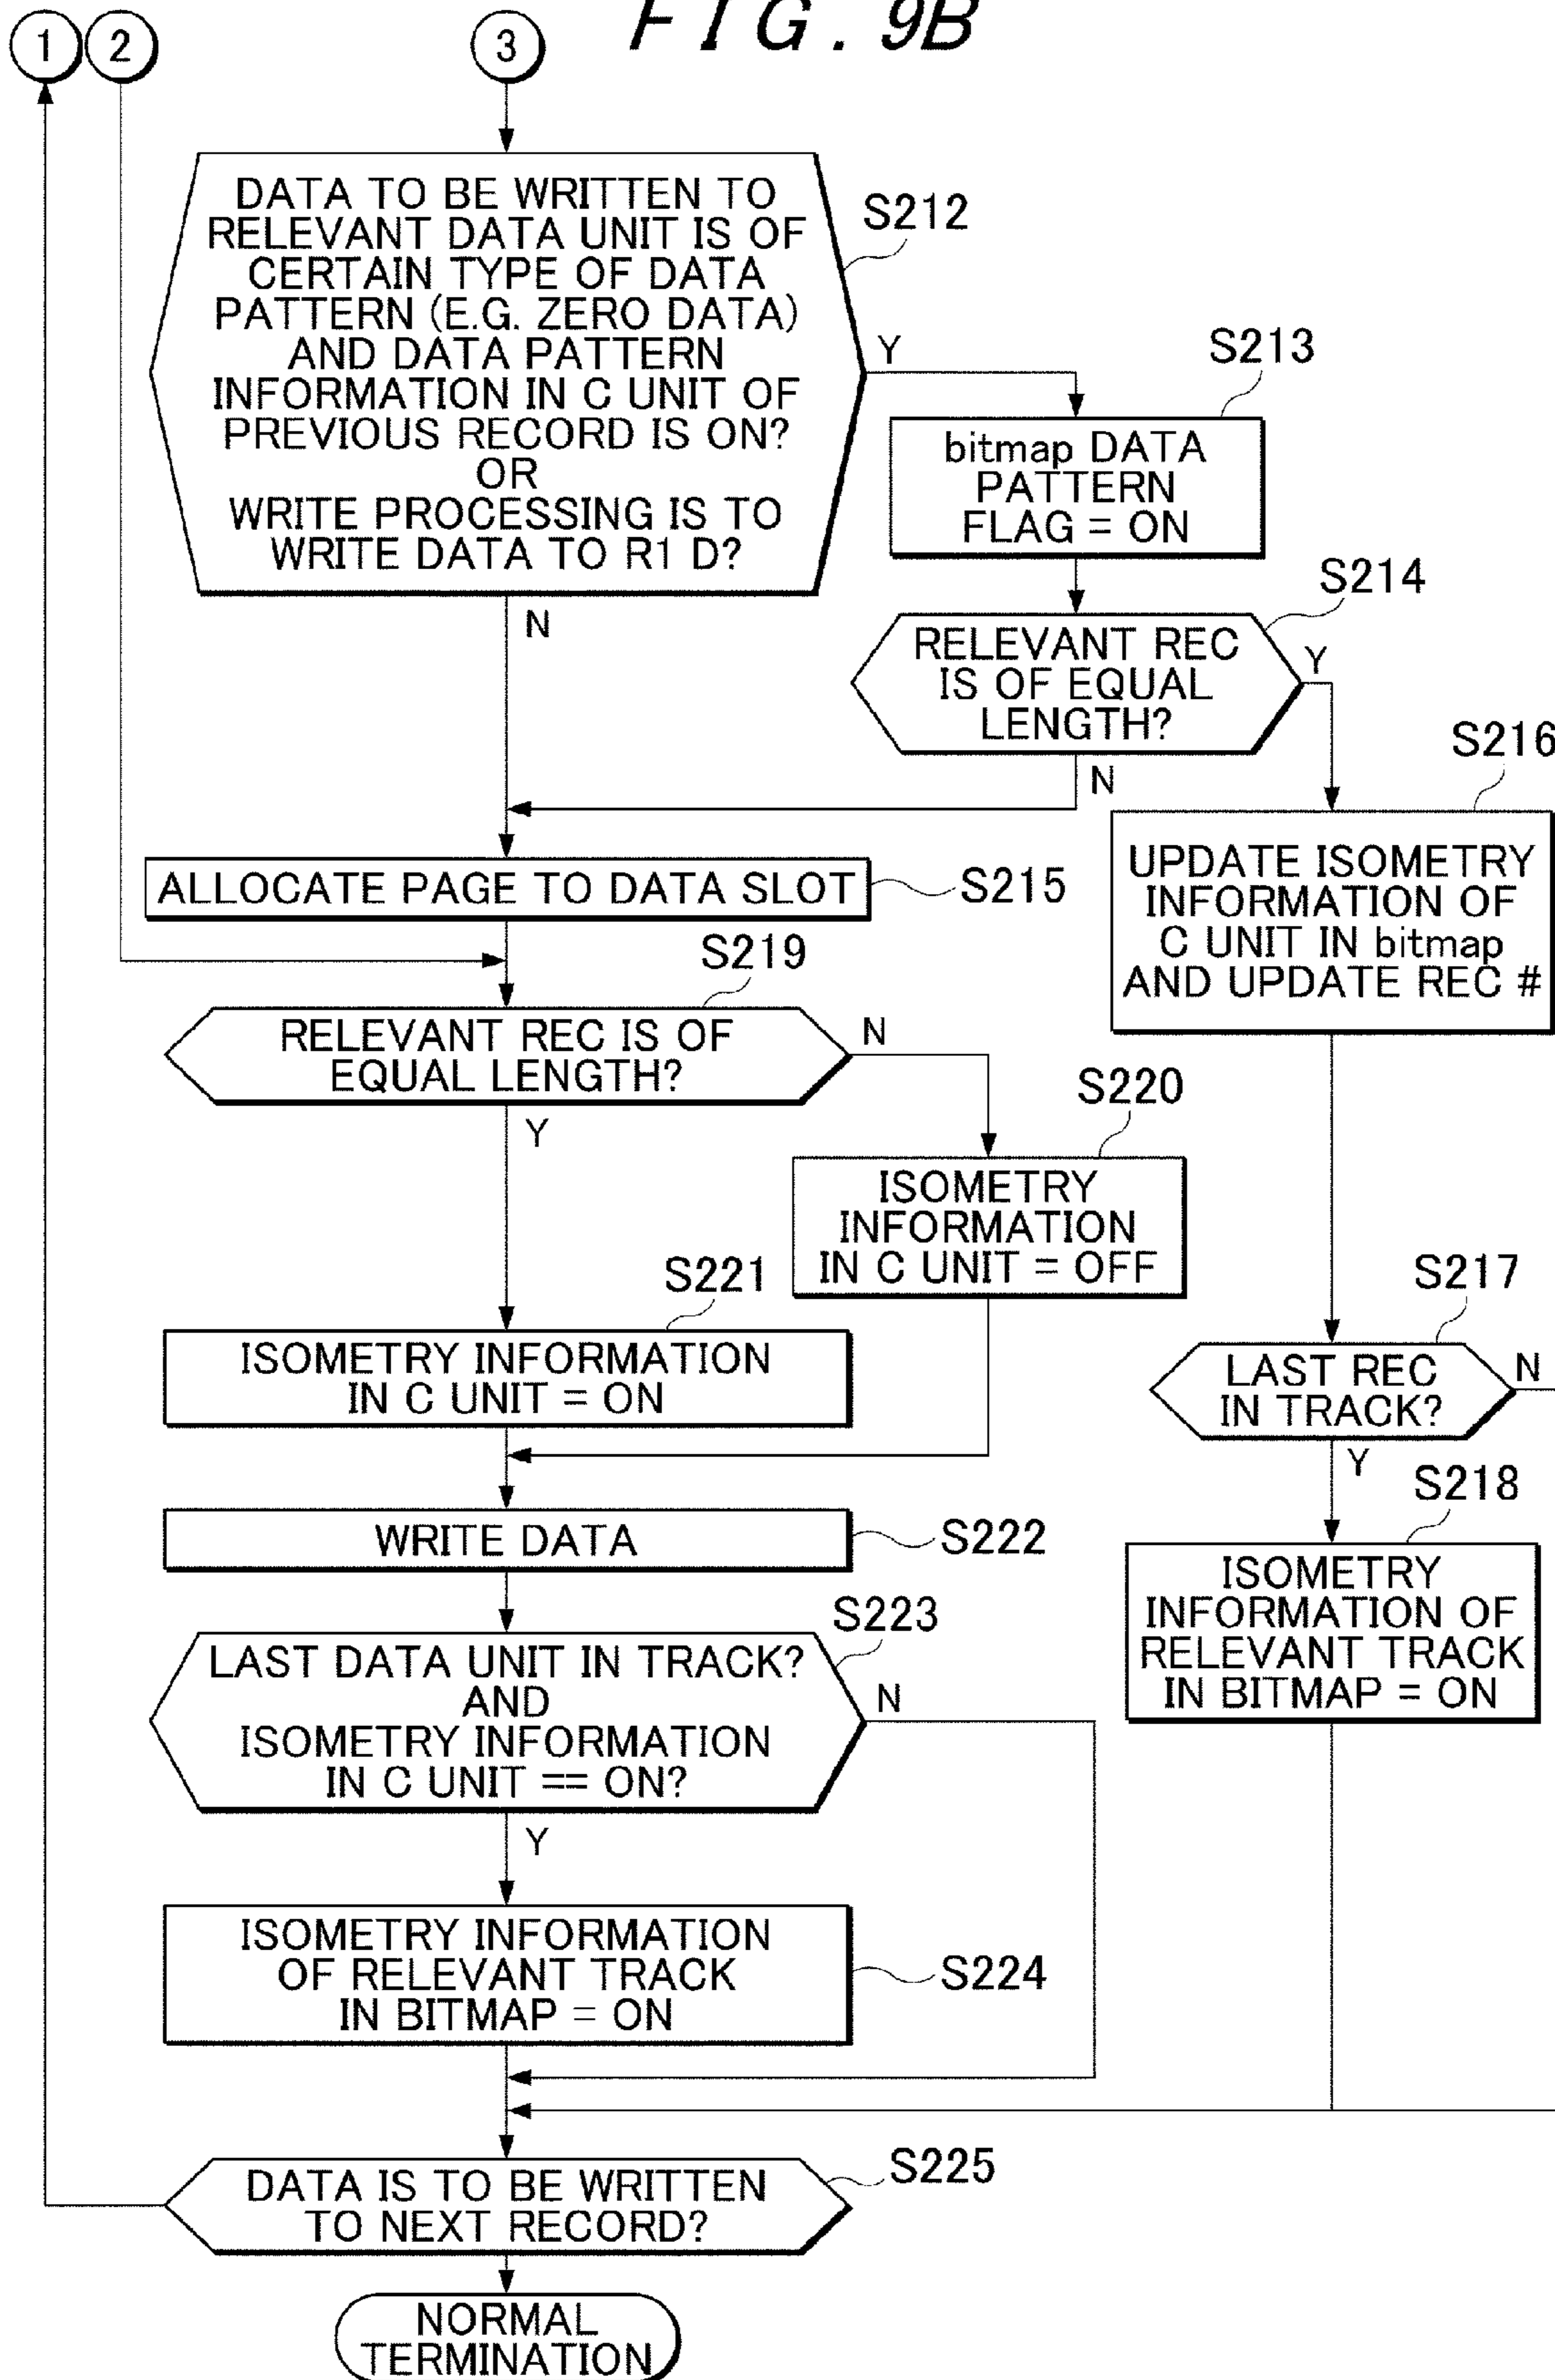 FIG. 9B
1
2
3
DATA TO BE WRITTEN TO
RELEVANT DATA UNIT IS OF
CERTAIN TYPE OF DATA
PATTERN (E.G. ZERO DATA)
AND DATA PATTERN
INFORMATION IN C UNIT OF
PREVIOUS RECORD IS ON?
OR
WRITE PROCESSING IS TO
WRITE DATA TO R1 D?
S212
Y
N
S213
bitmap DATA
PATTERN
FLAG = ON
S214
RELEVANT REC
IS OF EQUAL
LENGTH?
Y
N
S216
UPDATE ISOMETRY
INFORMATION OF
C UNIT IN bitmap
AND UPDATE REC #
ALLOCATE PAGE TO DATA SLOT
S215
S219
RELEVANT REC IS OF
EQUAL LENGTH?
N
Y
S220
ISOMETRY
INFORMATION
IN C UNIT = OFF
S221
ISOMETRY INFORMATION
IN C UNIT = ON
S217
LAST REC
IN TRACK?
N
Y
S218
ISOMETRY
INFORMATION OF
RELEVANT TRACK
IN BITMAP = ON
WRITE DATA
S222
S223
LAST DATA UNIT IN TRACK?
AND
ISOMETRY INFORMATION
IN C UNIT == ON?
N
Y
ISOMETRY INFORMATION
OF RELEVANT TRACK
IN BITMAP = ON
S224
S225
DATA IS TO BE WRITTEN
TO NEXT RECORD?
NORMAL
TERMINATION